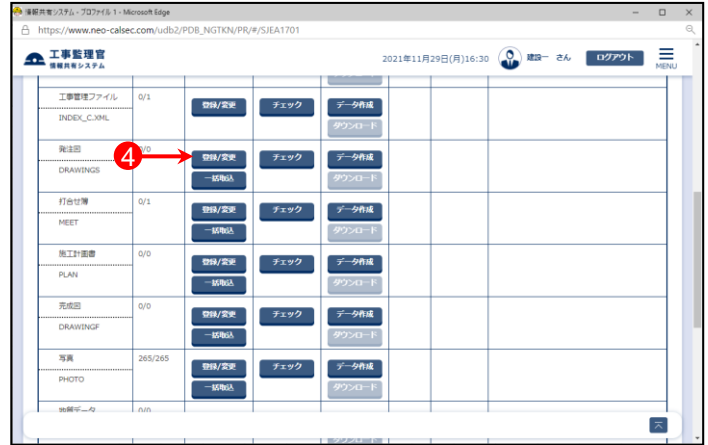 情報共有システム - プロファイル 1 - Microsoft Edge
https://www.neo-calsec.com/udb2/PDB_NGTKN/PR/#/SJEA1701
工事監理官
情報共有システム
2021年11月29日(月)16:30
建設一 さん
ログアウト
MENU
工事管理ファイル 0/1
登録/変更 チェック データ作成
INDEX_C.XML
ダウンロード
発注図 0/0
4
登録/変更 チェック データ作成
DRAWINGS
一括取込 ダウンロード
打合せ簿 0/1
登録/変更 チェック データ作成
MEET
一括取込 ダウンロード
施工計画書 0/0
登録/変更 チェック データ作成
PLAN
一括取込 ダウンロード
完成図 0/0
登録/変更 チェック データ作成
DRAWINGF
一括取込 ダウンロード
写真 265/265
登録/変更 チェック データ作成
PHOTO
一括取込 ダウンロード
地質データ 0/0